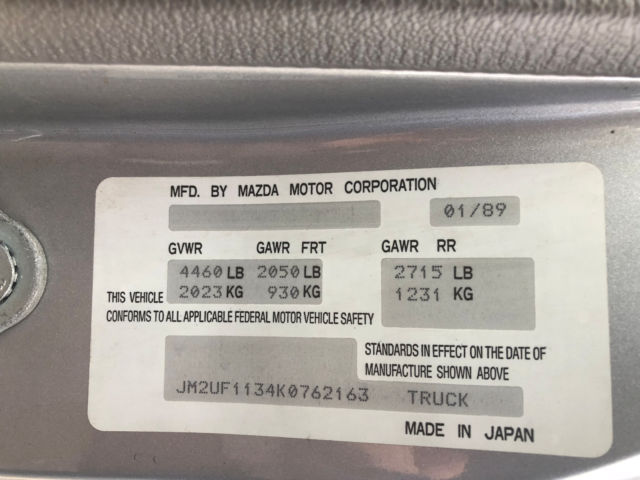 MFD. BY MAZDA MOTOR CORPORATION
01/89
GVWR GAWR FRT GAWR RR
4460 LB 2050 LB 2715 LB
THIS VEHICLE 2023 KG 930 KG 1231 KG
CONFORMS TO ALL APPLICABLE FEDERAL MOTOR VEHICLE SAFETY
STANDARDS IN EFFECT ON THE DATE OF
MANUFACTURE SHOWN ABOVE
JM2UF1134K0762163 TRUCK
MADE IN JAPAN